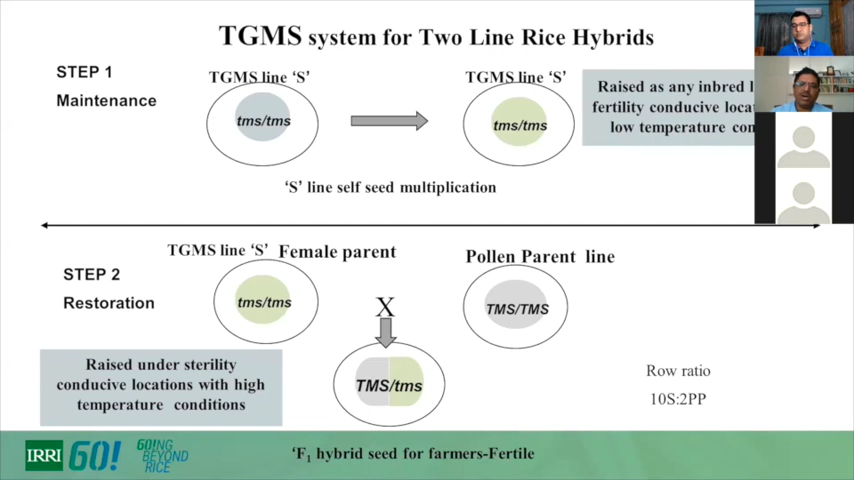 TGMS system for Two Line Rice Hybrids
STEP 1
Maintenance
TGMS line ‘S’
tms/tms
TGMS line ‘S’
tms/tms
Raised as any inbred l
fertility conducive loca
low temperature con
‘S’ line self seed multiplication
STEP 2
Restoration
TGMS line ‘S’ Female parent
tms/tms
X
Pollen Parent line
TMS/TMS
TMS/tms
Raised under sterility
conducive locations with high
temperature conditions
Row ratio
10S:2PP
IRRI 60!
GO!NG
BEYOND
RICE
‘F1 hybrid seed for farmers-Fertile